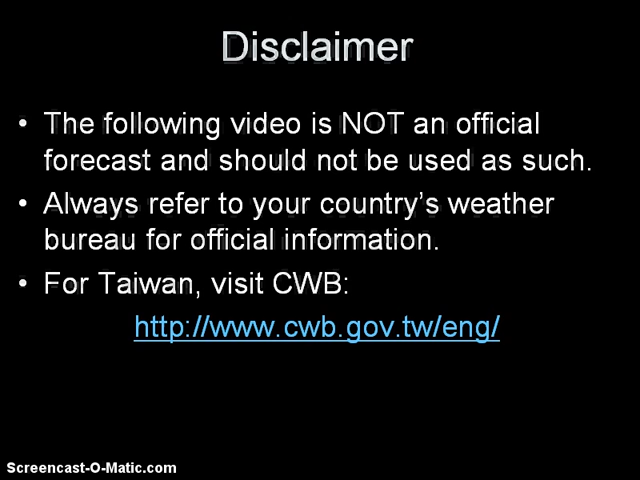 Disclaimer
• The following video is NOT an official
forecast and should not be used as such.
• Always refer to your country's weather
bureau for official information.
• For Taiwan, visit CWB:
http://www.cwb.gov.tw/eng/
Screencast-O-Matic.com